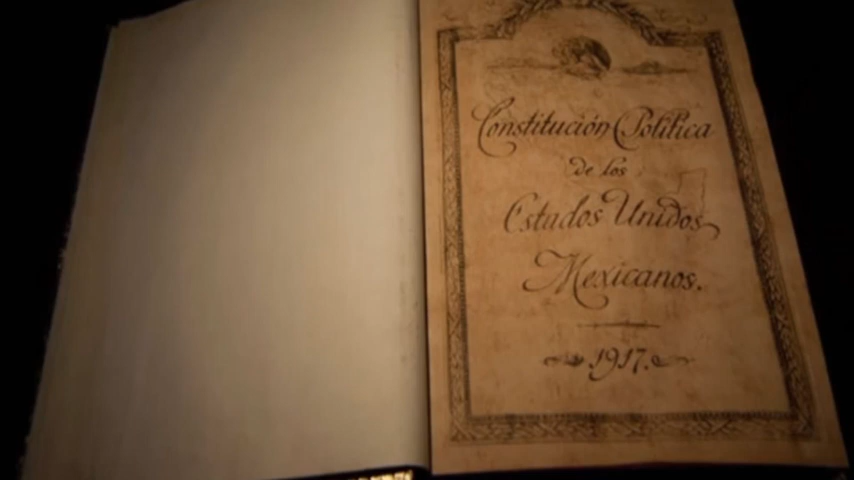 Constitución Política
de los
Estados Unidos
Mexicanos.
1917.